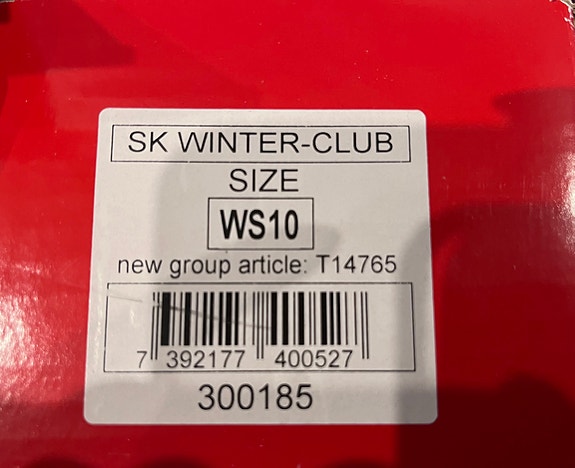 SK WINTER-CLUB
SIZE
WS10
new group article: T14765
7 392177 400527
300185